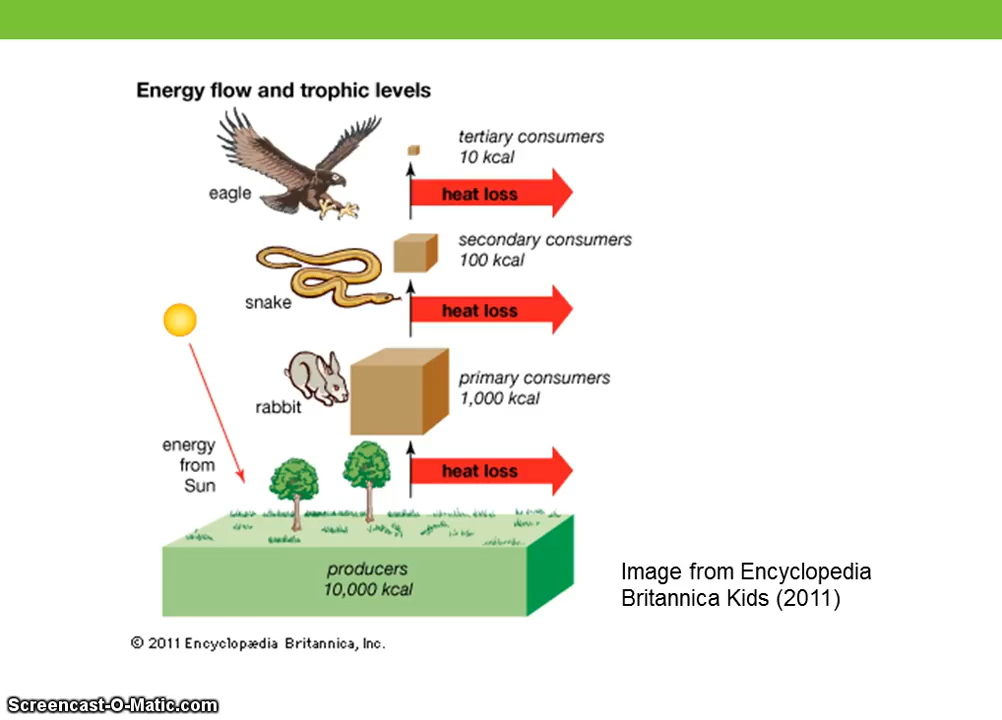 Energy flow and trophic levels
tertiary consumers
10 kcal
eagle
heat loss
secondary consumers
100 kcal
snake
heat loss
primary consumers
1,000 kcal
rabbit
energy
from
Sun
heat loss
producers
10,000 kcal
Image from Encyclopedia
Britannica Kids (2011)
© 2011 Encyclopædia Britannica, Inc.
Screencast-O-Matic.com